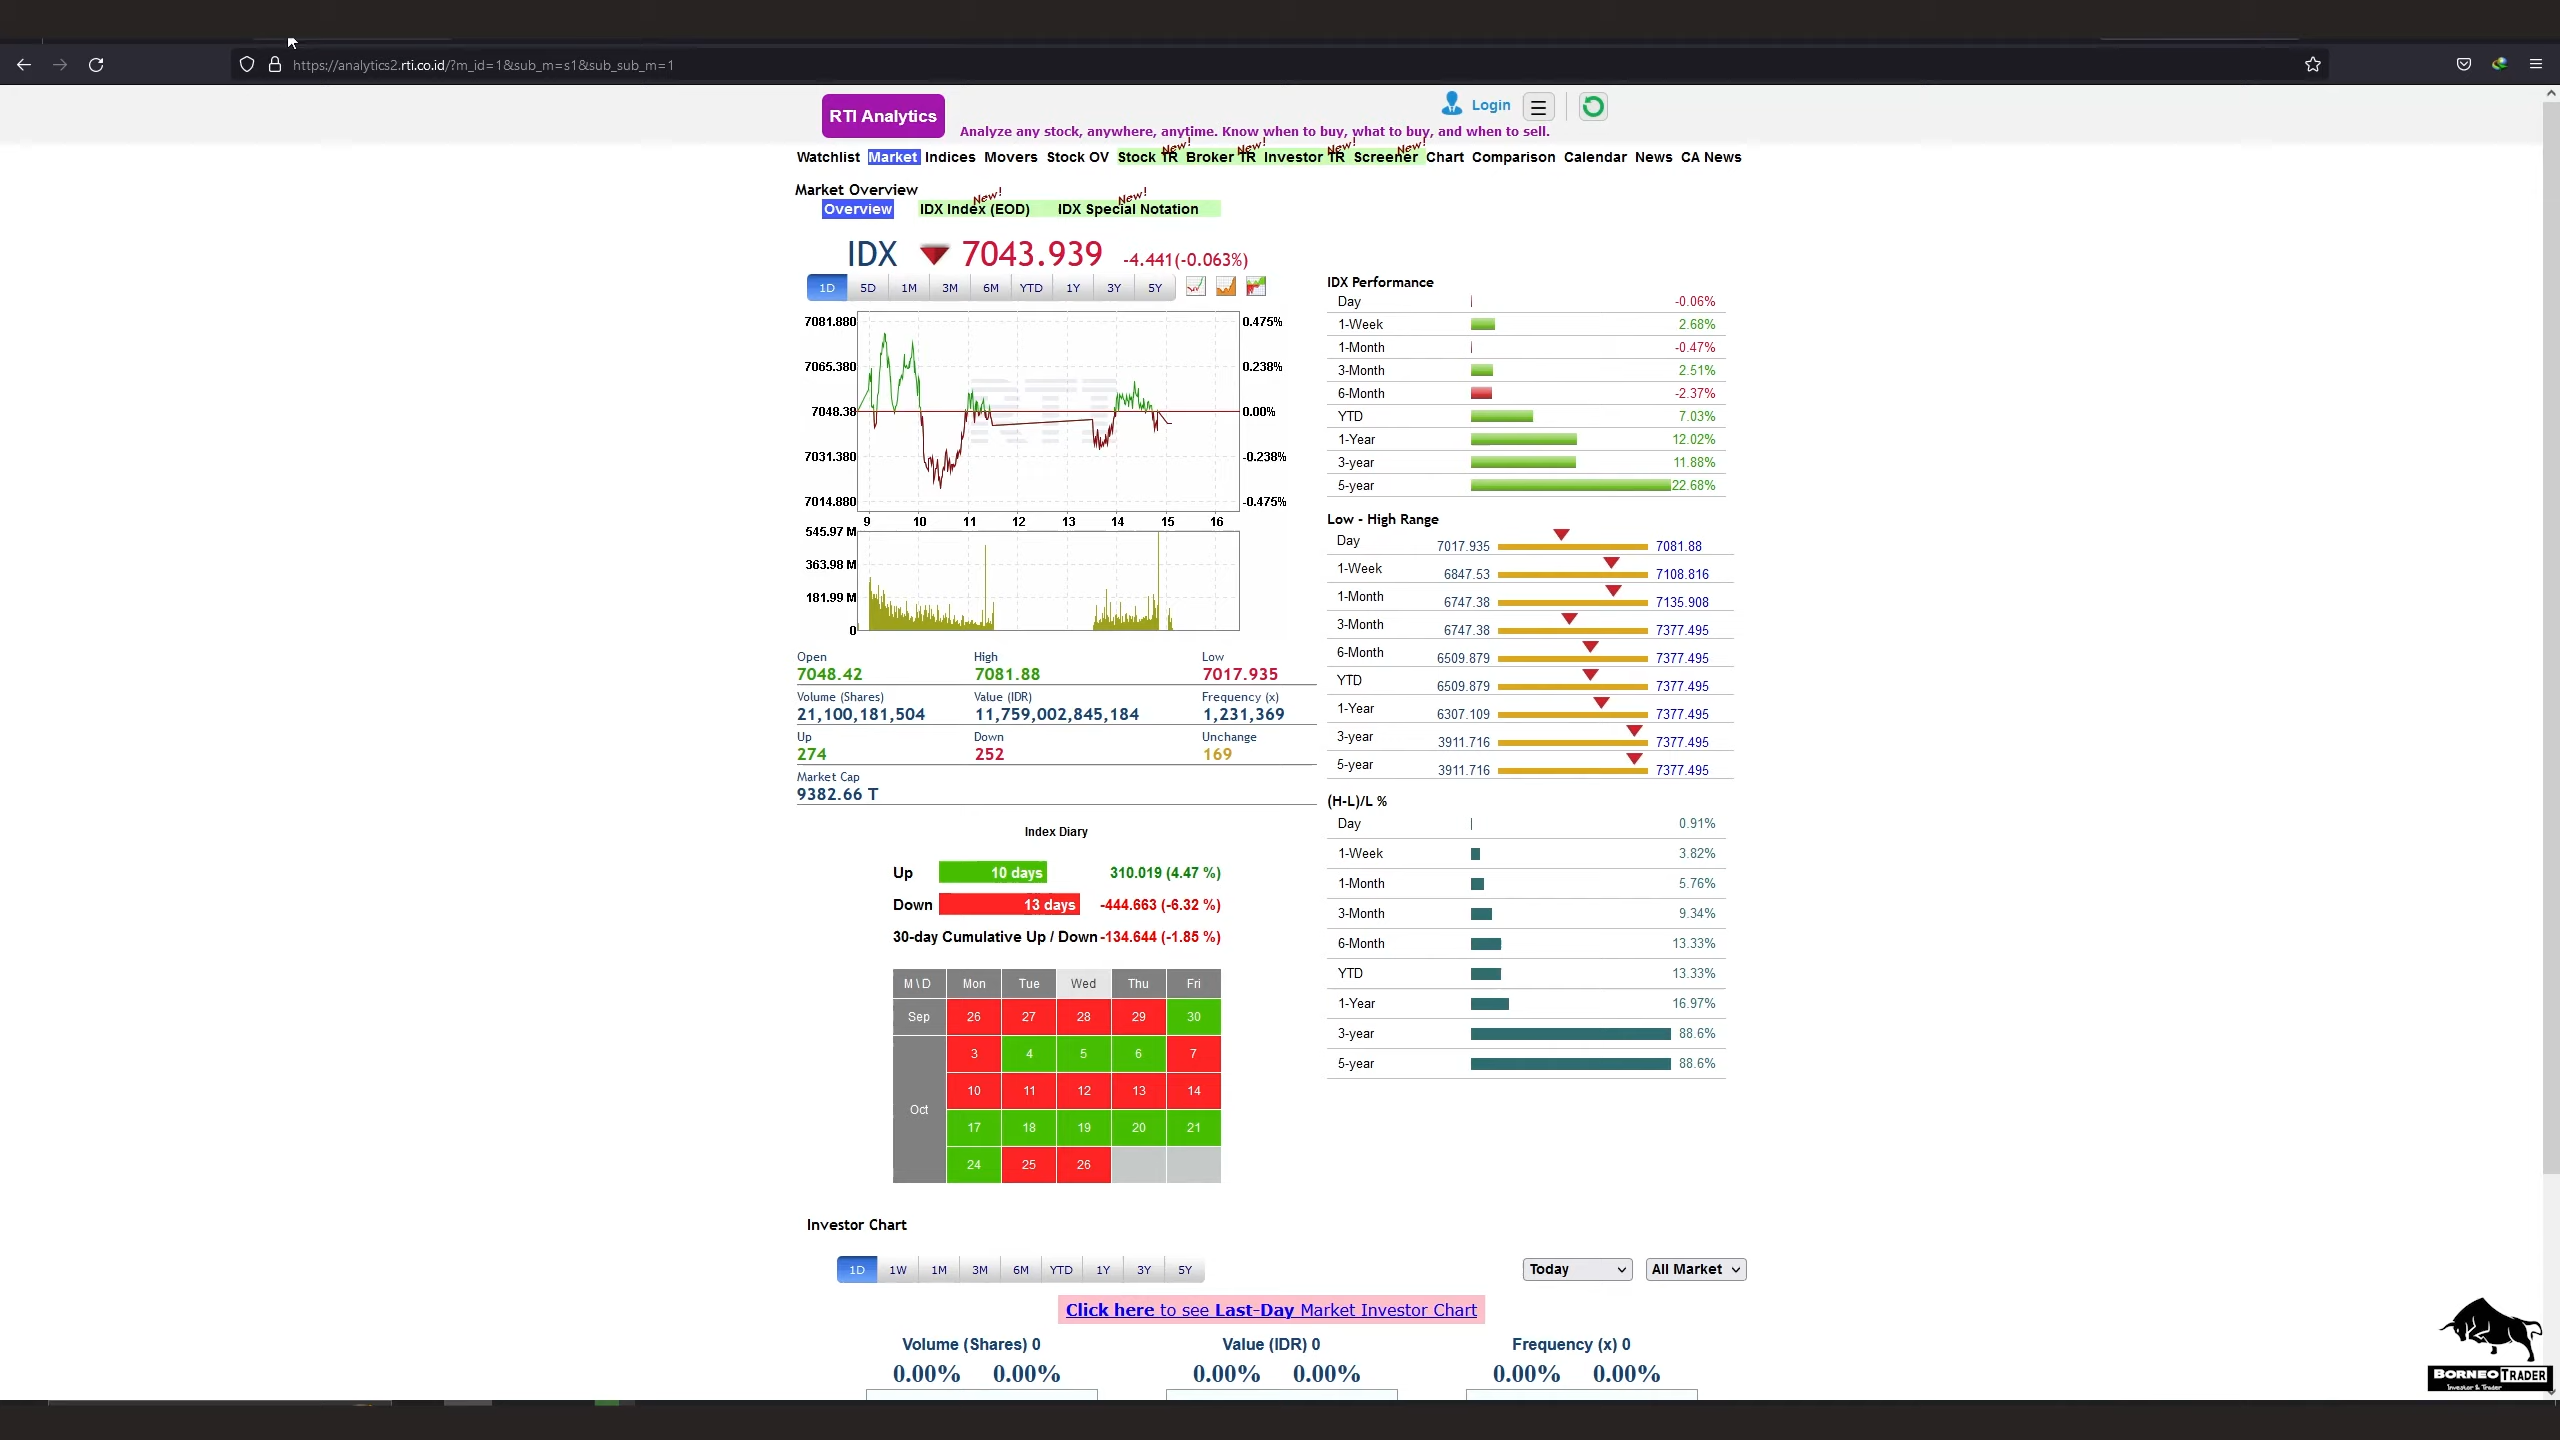 https://analytics2.rti.co.id/?m_id=1&sub_m=s1&sub_sub_m=1
RTI Analytics
Login
Analyze any stock, anywhere, anytime. Know when to buy, what to buy, and when to sell.
New! New! New! New!
Watchlist Market Indices Movers Stock OV Stock TR Broker TR Investor TR Screener Chart Comparison Calendar News CA News
Market Overview
New! New!
Overview IDX Index (EOD) IDX Special Notation
IDX 7043.939 -4.441(-0.063%)
1D 5D 1M 3M 6M YTD 1Y 3Y 5Y
7081.880 0.475%
7065.380 0.238%
7048.38 0.00%
7031.380 -0.238%
7014.880 -0.475%
RTI
9 10 11 12 13 14 15 16
545.97 M
363.98 M
181.99 M
0
Open High Low
7048.42 7081.88 7017.935
Volume (Shares) Value (IDR) Frequency (x)
21,100,181,504 11,759,002,845,184 1,231,369
Up Down Unchange
274 252 169
Market Cap
9382.66 T
Index Diary
Up 10 days 310.019 (4.47 %)
Down 13 days -444.663 (-6.32 %)
30-day Cumulative Up / Down -134.644 (-1.85 %)
M \ D Mon Tue Wed Thu Fri
Sep 26 27 28 29 30
3 4 5 6 7
10 11 12 13 14
Oct
17 18 19 20 21
24 25 26
IDX Performance
Day -0.06%
1-Week 2.68%
1-Month -0.47%
3-Month 2.51%
6-Month -2.37%
YTD 7.03%
1-Year 12.02%
3-year 11.88%
5-year 22.68%
Low - High Range
Day 7017.935 7081.88
1-Week 6847.53 7108.816
1-Month 6747.38 7135.908
3-Month 6747.38 7377.495
6-Month 6509.879 7377.495
YTD 6509.879 7377.495
1-Year 6307.109 7377.495
3-year 3911.716 7377.495
5-year 3911.716 7377.495
(H-L)/L %
Day 0.91%
1-Week 3.82%
1-Month 5.76%
3-Month 9.34%
6-Month 13.33%
YTD 13.33%
1-Year 16.97%
3-year 88.6%
5-year 88.6%
Investor Chart
1D 1W 1M 3M 6M YTD 1Y 3Y 5Y
Today All Market
Click here to see Last-Day Market Investor Chart
Volume (Shares) 0 Value (IDR) 0 Frequency (x) 0
0.00% 0.00% 0.00% 0.00% 0.00% 0.00%
BORNEO TRADER
Investor & Trader